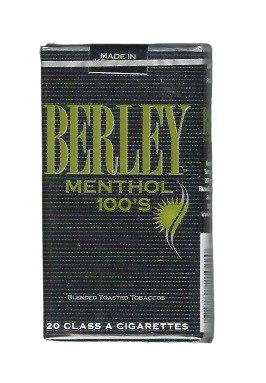 MADE IN
BERLEY
MENTHOL
100'S
BLENDED TOASTED TOBACCOS
20 CLASS A CIGARETTES